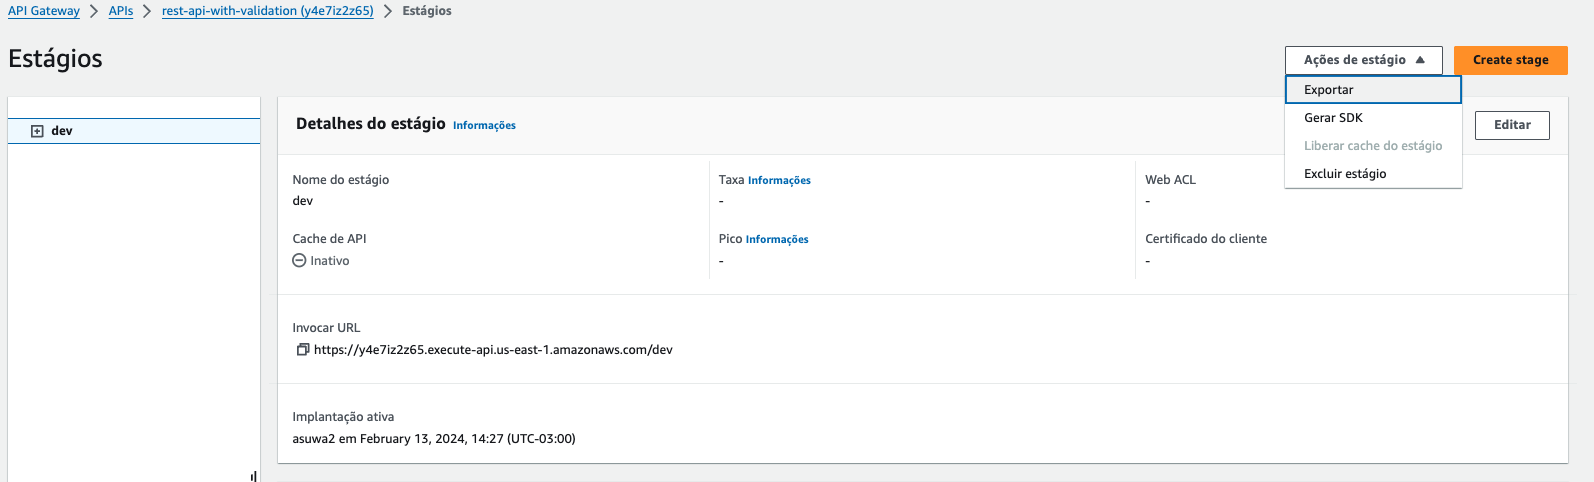 API Gateway > APIs > rest-api-with-validation (y4e7iz2z65) > Estágios
Estágios
Ações de estágio
Create stage
Exportar
Gerar SDK
Liberar cache do estágio
Excluir estágio
dev
Detalhes do estágio Informações
Editar
Nome do estágio
dev
Taxa Informações
-
Web ACL
-
Cache de API
Inativo
Pico Informações
-
Certificado do cliente
-
Invocar URL
https://y4e7iz2z65.execute-api.us-east-1.amazonaws.com/dev
Implantação ativa
asuwa2 em February 13, 2024, 14:27 (UTC-03:00)